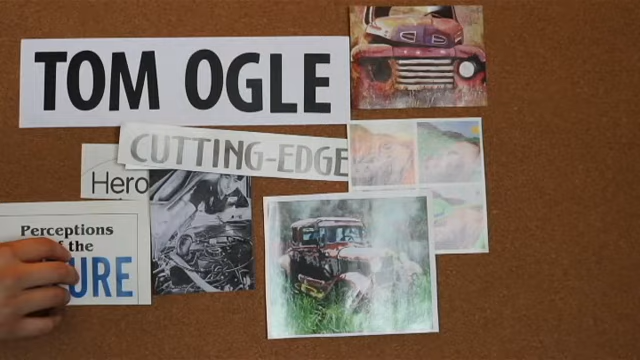 TOM OGLE
CUTTING-EDGE
Hero
Perceptions
of the
URE